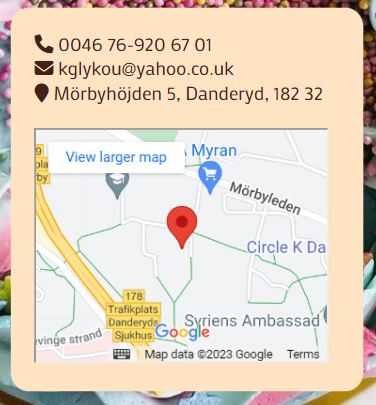 0046 76-920 67 01
kglykou@yahoo.co.uk
Mörbyhöjden 5, Danderyd, 182 32
View larger map
Myran
Mörbyleden
Circle K Da
178
Trafikplats
Danderyds
Sjukhus
Syriens Ambassad
evinge strand
Google
Map data ©2023 Google
Terms